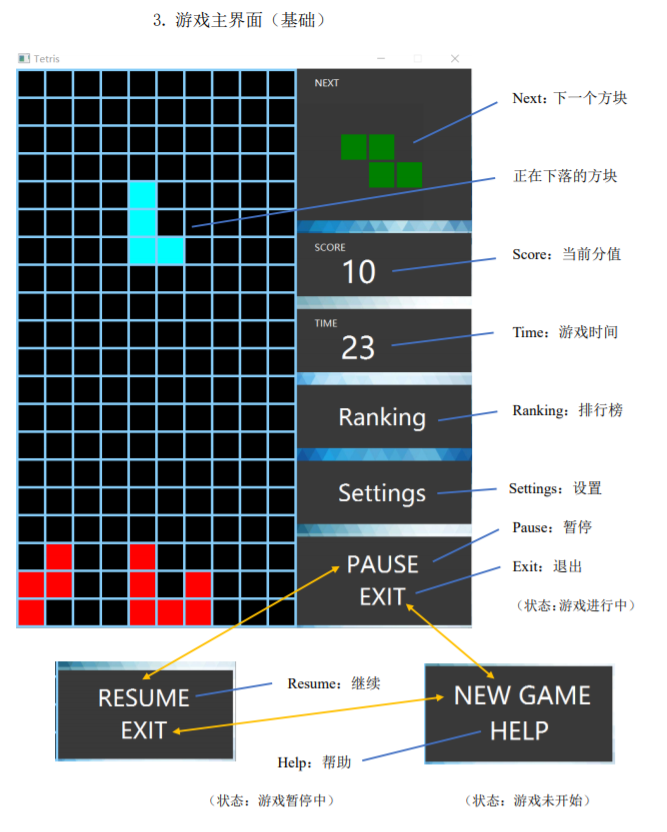 3. 游戏主界面（基础）
Tetris
NEXT
Next：下一个方块
正在下落的方块
SCORE
10
Score：当前分值
TIME
23
Time：游戏时间
Ranking
Ranking：排行榜
Settings
Settings：设置
PAUSE
Pause：暂停
EXIT
Exit：退出
（状态：游戏进行中）
RESUME
EXIT
Resume：继续
NEW GAME
HELP
Help：帮助
（状态：游戏暂停中）
（状态：游戏未开始）